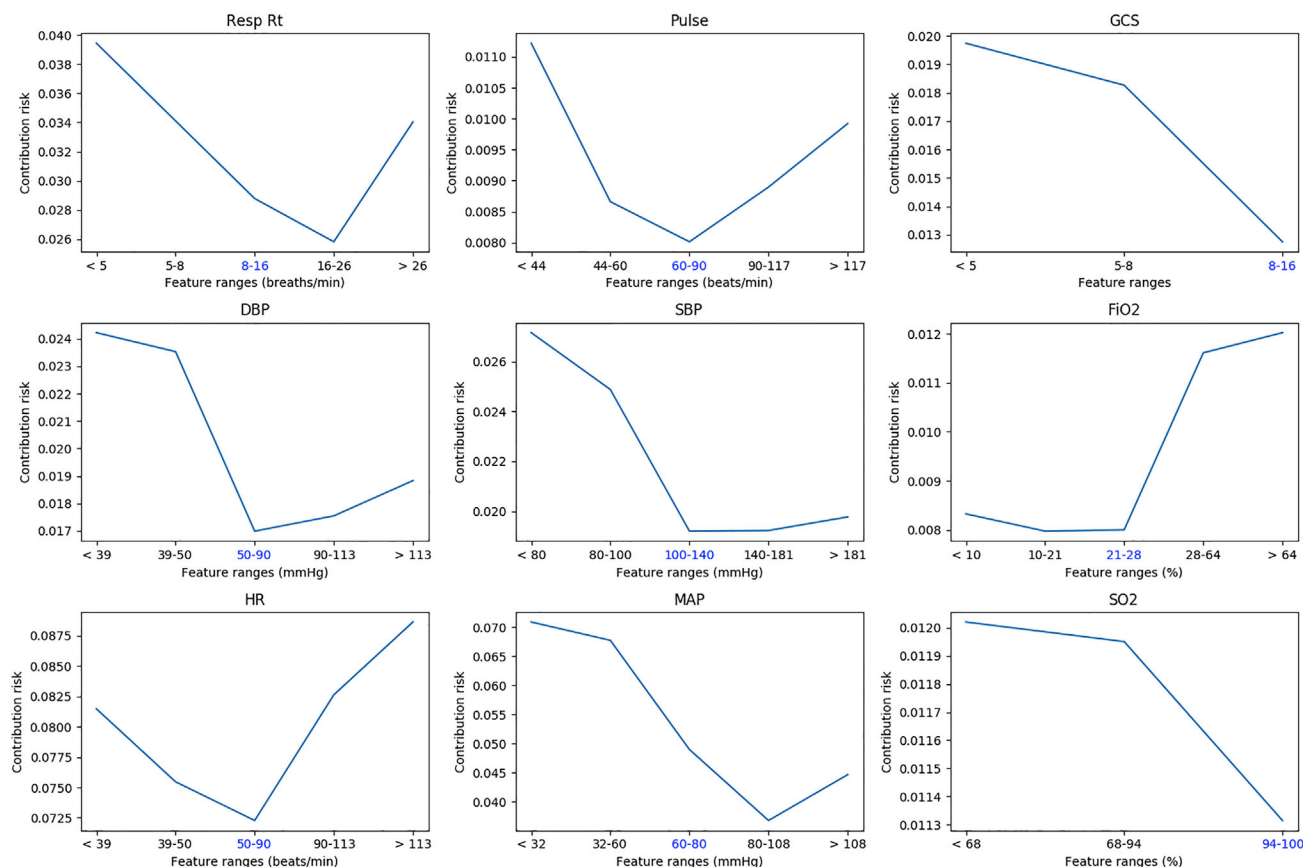 Resp Rt
Contribution risk
0.040
0.038
0.036
0.034
0.033
0.030
0.028
0.026
< 5 5-8 8-16 16-26 > 26
Feature ranges (breaths/min)
Pulse
Contribution risk
0.0110
0.0105
0.0100
0.0095
0.0090
0.0085
0.0080
< 44 44-60 60-90 90-117 > 117
Feature ranges (beats/min)
GCS
Contribution risk
0.020
0.019
0.018
0.017
0.016
0.015
0.014
0.013
< 5 5-8 8-16
Feature ranges
DBP
Contribution risk
0.024
0.023
0.022
0.021
0.020
0.019
0.018
0.017
< 39 39-50 50-90 90-113 > 113
Feature ranges (mmHg)
SBP
Contribution risk
0.026
0.024
0.022
0.020
< 80 80-100 100-140 140-181 > 181
Feature ranges (mmHg)
FiO2
Contribution risk
0.012
0.011
0.010
0.009
0.008
< 10 10-21 21-28 28-64 > 64
Feature ranges (%)
HR
Contribution risk
0.0875
0.0850
0.0825
0.0800
0.0775
0.0750
0.0725
< 39 39-50 50-90 90-113 > 113
Feature ranges (beats/min)
MAP
Contribution risk
0.070
0.065
0.060
0.055
0.050
0.045
0.040
< 32 32-60 60-80 80-108 > 108
Feature ranges (mmHg)
SO2
Contribution risk
0.0120
0.0119
0.0118
0.0117
0.0116
0.0115
0.0114
0.0113
< 68 68-94 94-100
Feature ranges (%)